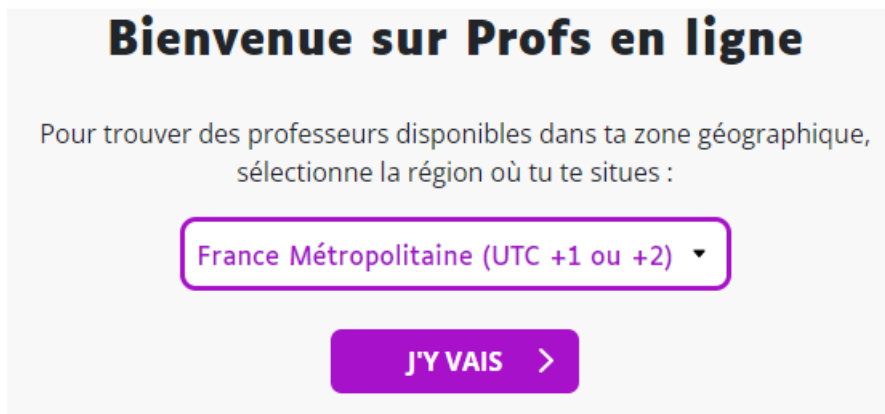 Bienvenue sur Profs en ligne
Pour trouver des professeurs disponibles dans ta zone géographique,
sélectionne la région où tu te situes :
France Métropolitaine (UTC +1 ou +2)
J'Y VAIS